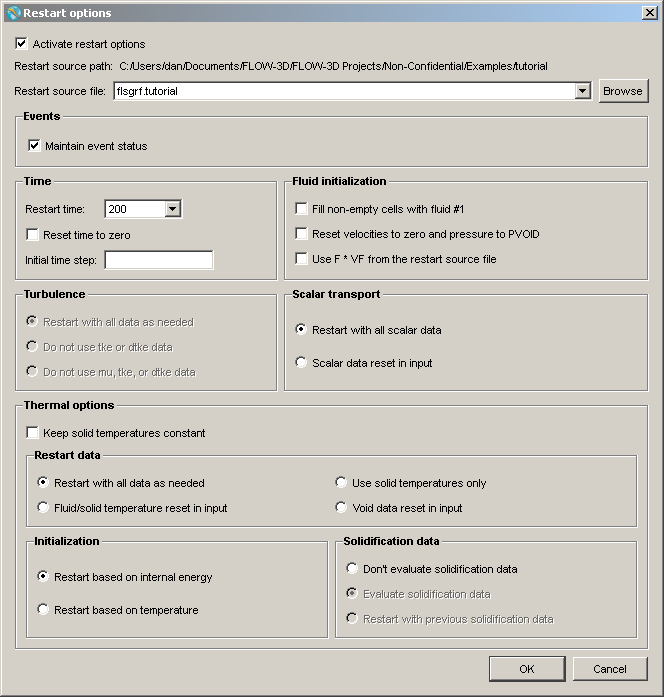 Restart options
Activate restart options
Restart source path: C:/Users/dan/Documents/FLOW-3D/FLOW-3D Projects/Non-Confidential/Examples/tutorial
Restart source file: flsgrf.tutorial Browse
Events
Maintain event status
Time
Restart time: 200
Reset time to zero
Initial time step:
Fluid initialization
Fill non-empty cells with fluid #1
Reset velocities to zero and pressure to PVOID
Use F * VF from the restart source file
Turbulence
Restart with all data as needed
Do not use tke or dtke data
Do not use mu, tke, or dtke data
Scalar transport
Restart with all scalar data
Scalar data reset in input
Thermal options
Keep solid temperatures constant
Restart data
Restart with all data as needed
Use solid temperatures only
Fluid/solid temperature reset in input
Void data reset in input
Initialization
Restart based on internal energy
Restart based on temperature
Solidification data
Don't evaluate solidification data
Evaluate solidification data
Restart with previous solidification data
OK Cancel